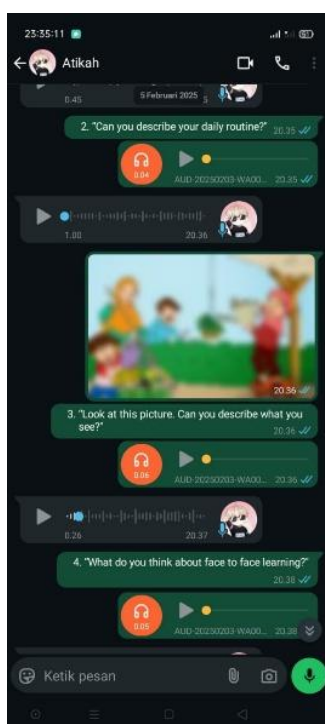 23:35:11
Atikah
0.45
5 Februari 2025
2. "Can you describe your daily routine?" 20.35
0.04
AUD-20250203-WA00... 20.35
1.00 20.36
20.36
3. "Look at this picture. Can you describe what you
see?" 20.36
0.06
AUD-20250203-WA00... 20.36
0.26 20.37
4. "What do you think about face to face learning?"
20.38
0.05
AUD-20250203-WA00... 20.38
Ketik pesan